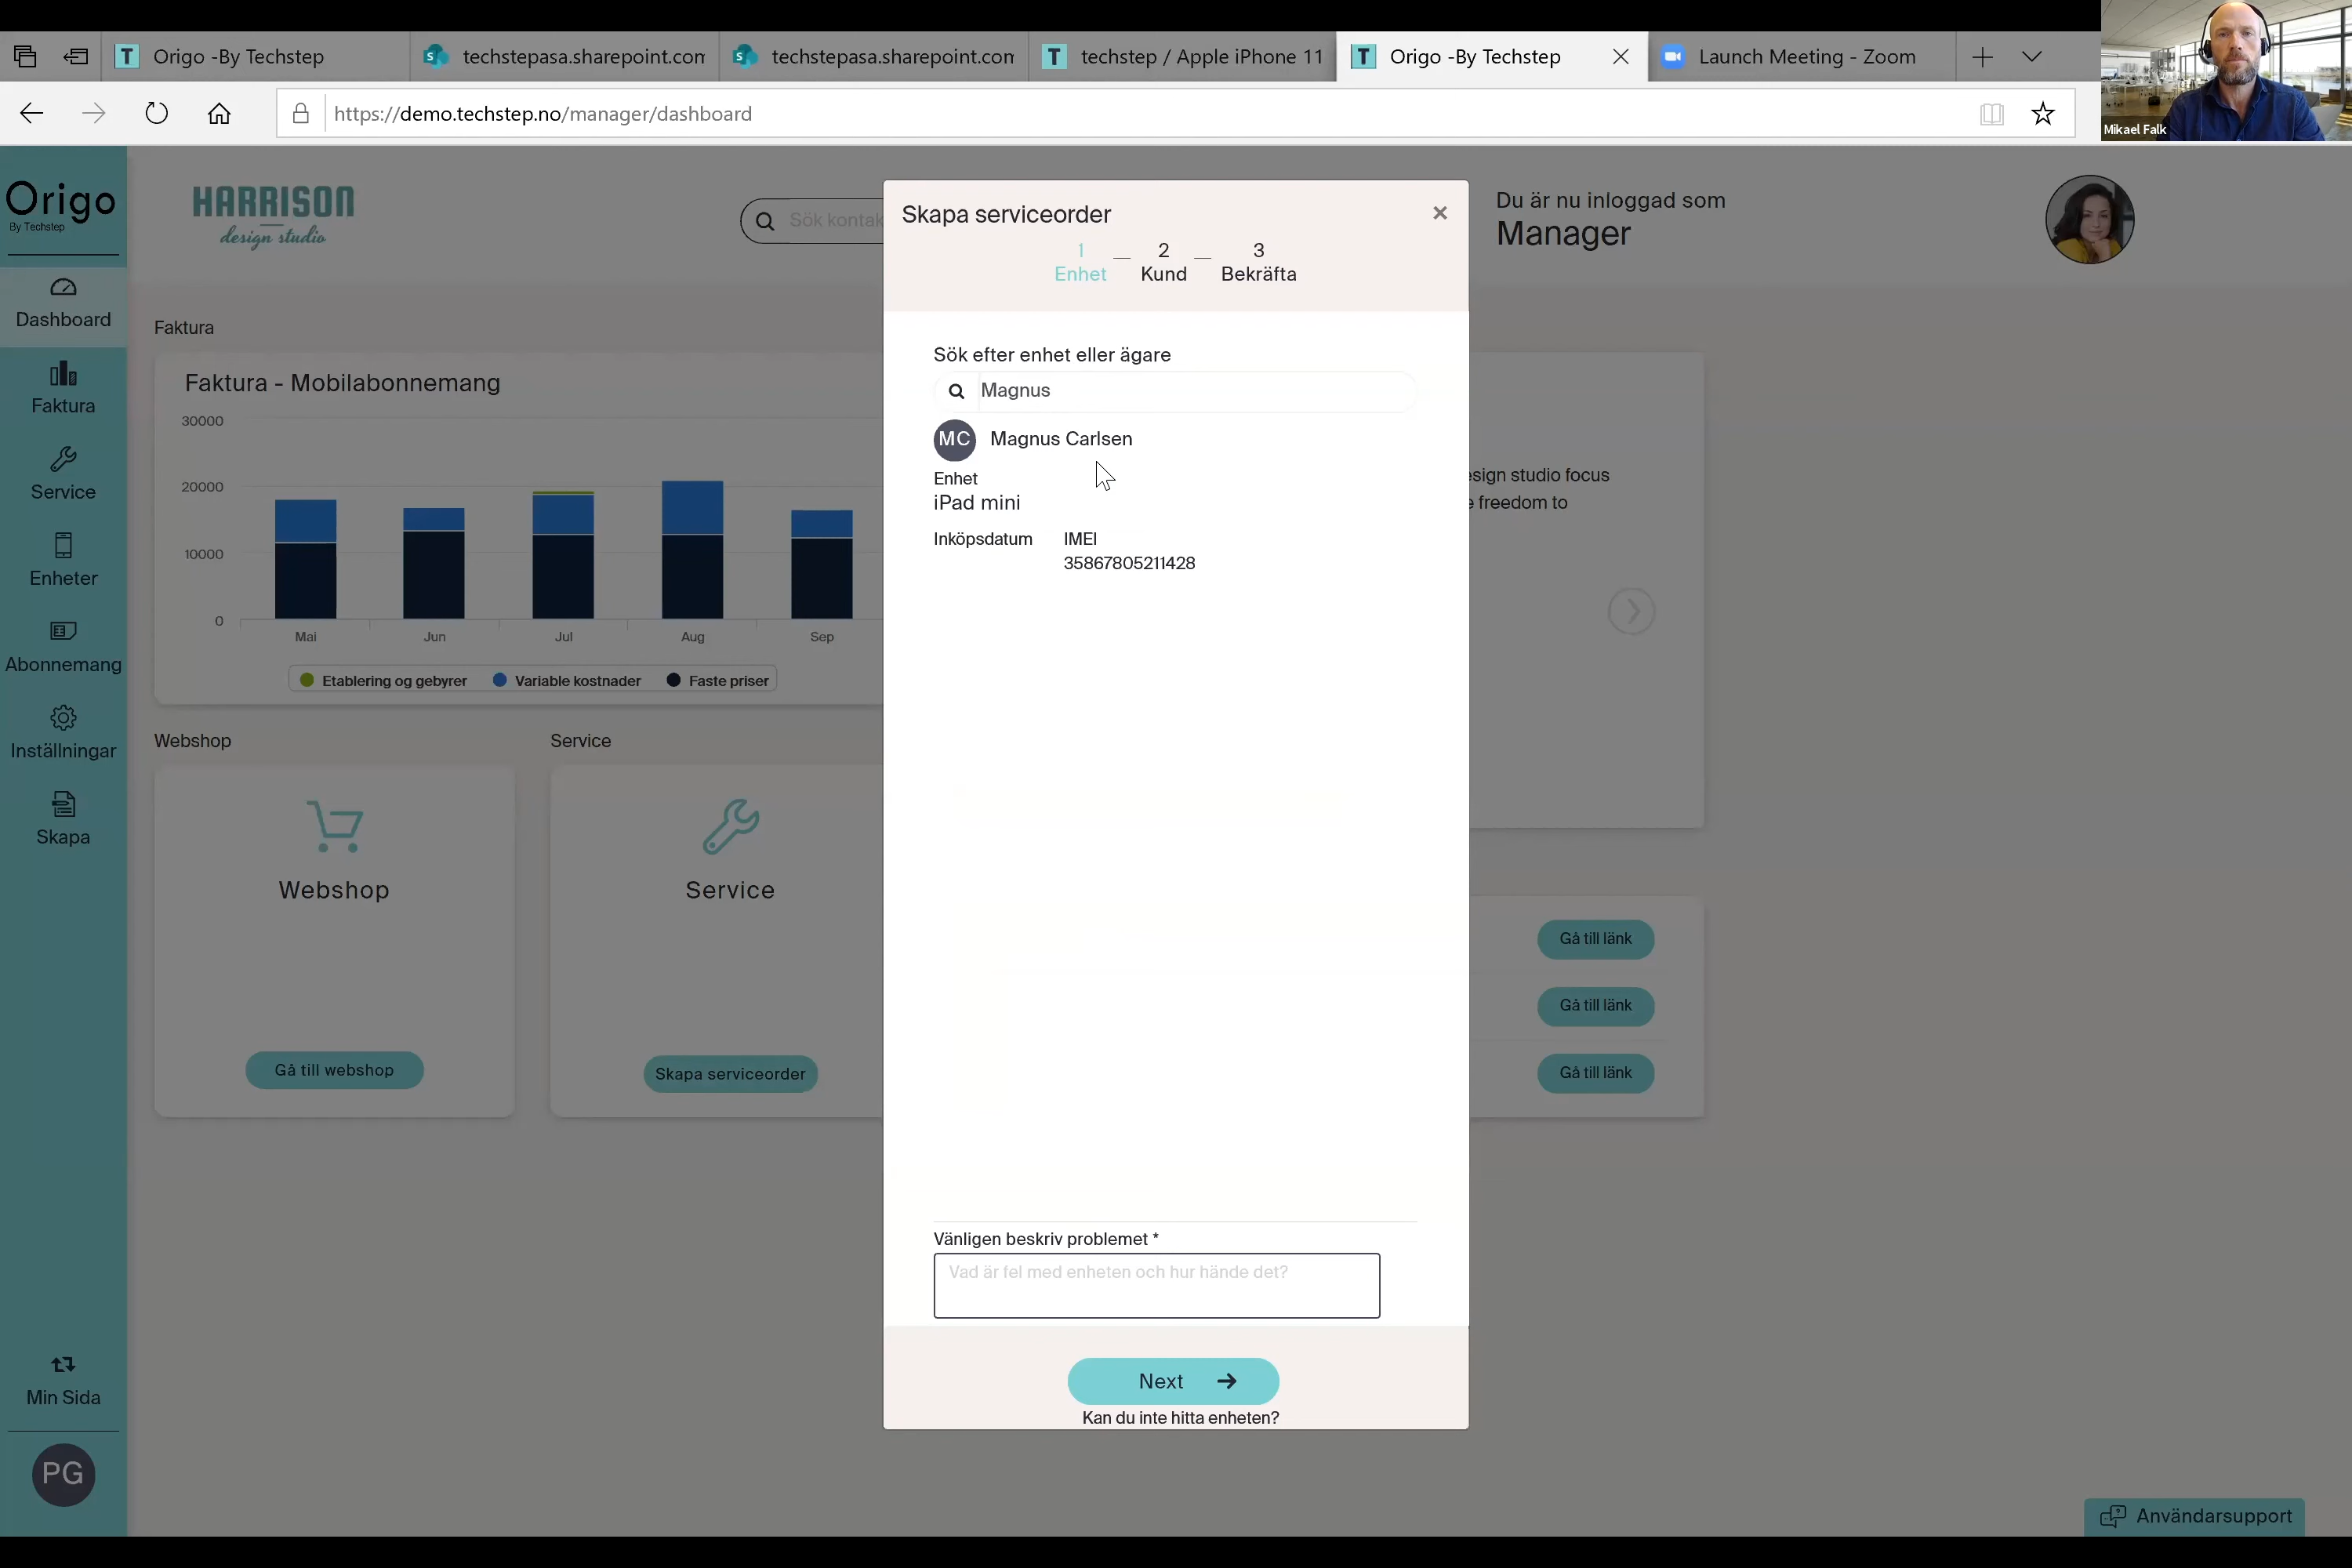 Origo -By Techstep
techstepasa.sharepoint.com
techstepasa.sharepoint.com
techstep / Apple iPhone 11
Origo -By Techstep
Launch Meeting - Zoom
https://demo.techstep.no/manager/dashboard
Mikael Falk
Origo
By Techstep
Dashboard
Faktura
Service
Enheter
Abonnemang
Inställningar
Skapa
Min Sida
PG
HARRISON
design studio
Sök kontak
Du är nu inloggad som
Manager
Faktura
Faktura - Mobilabonnemang
30000
20000
10000
0
Mai
Jun
Jul
Aug
Sep
Etablering og gebyrer
Variable kostnader
Faste priser
Webshop
Service
Webshop
Service
Gå till webshop
Skapa serviceorder
Skapa serviceorder
1
2
3
Enhet
Kund
Bekräfta
Sök efter enhet eller ägare
Magnus
MC
Magnus Carlsen
Enhet
iPad mini
Inköpsdatum
IMEI
35867805211428
Vänligen beskriv problemet *
Vad är fel med enheten och hur hände det?
Next
Kan du inte hitta enheten?
esign studio focus
freedom to
Gå till länk
Gå till länk
Gå till länk
Användarsupport